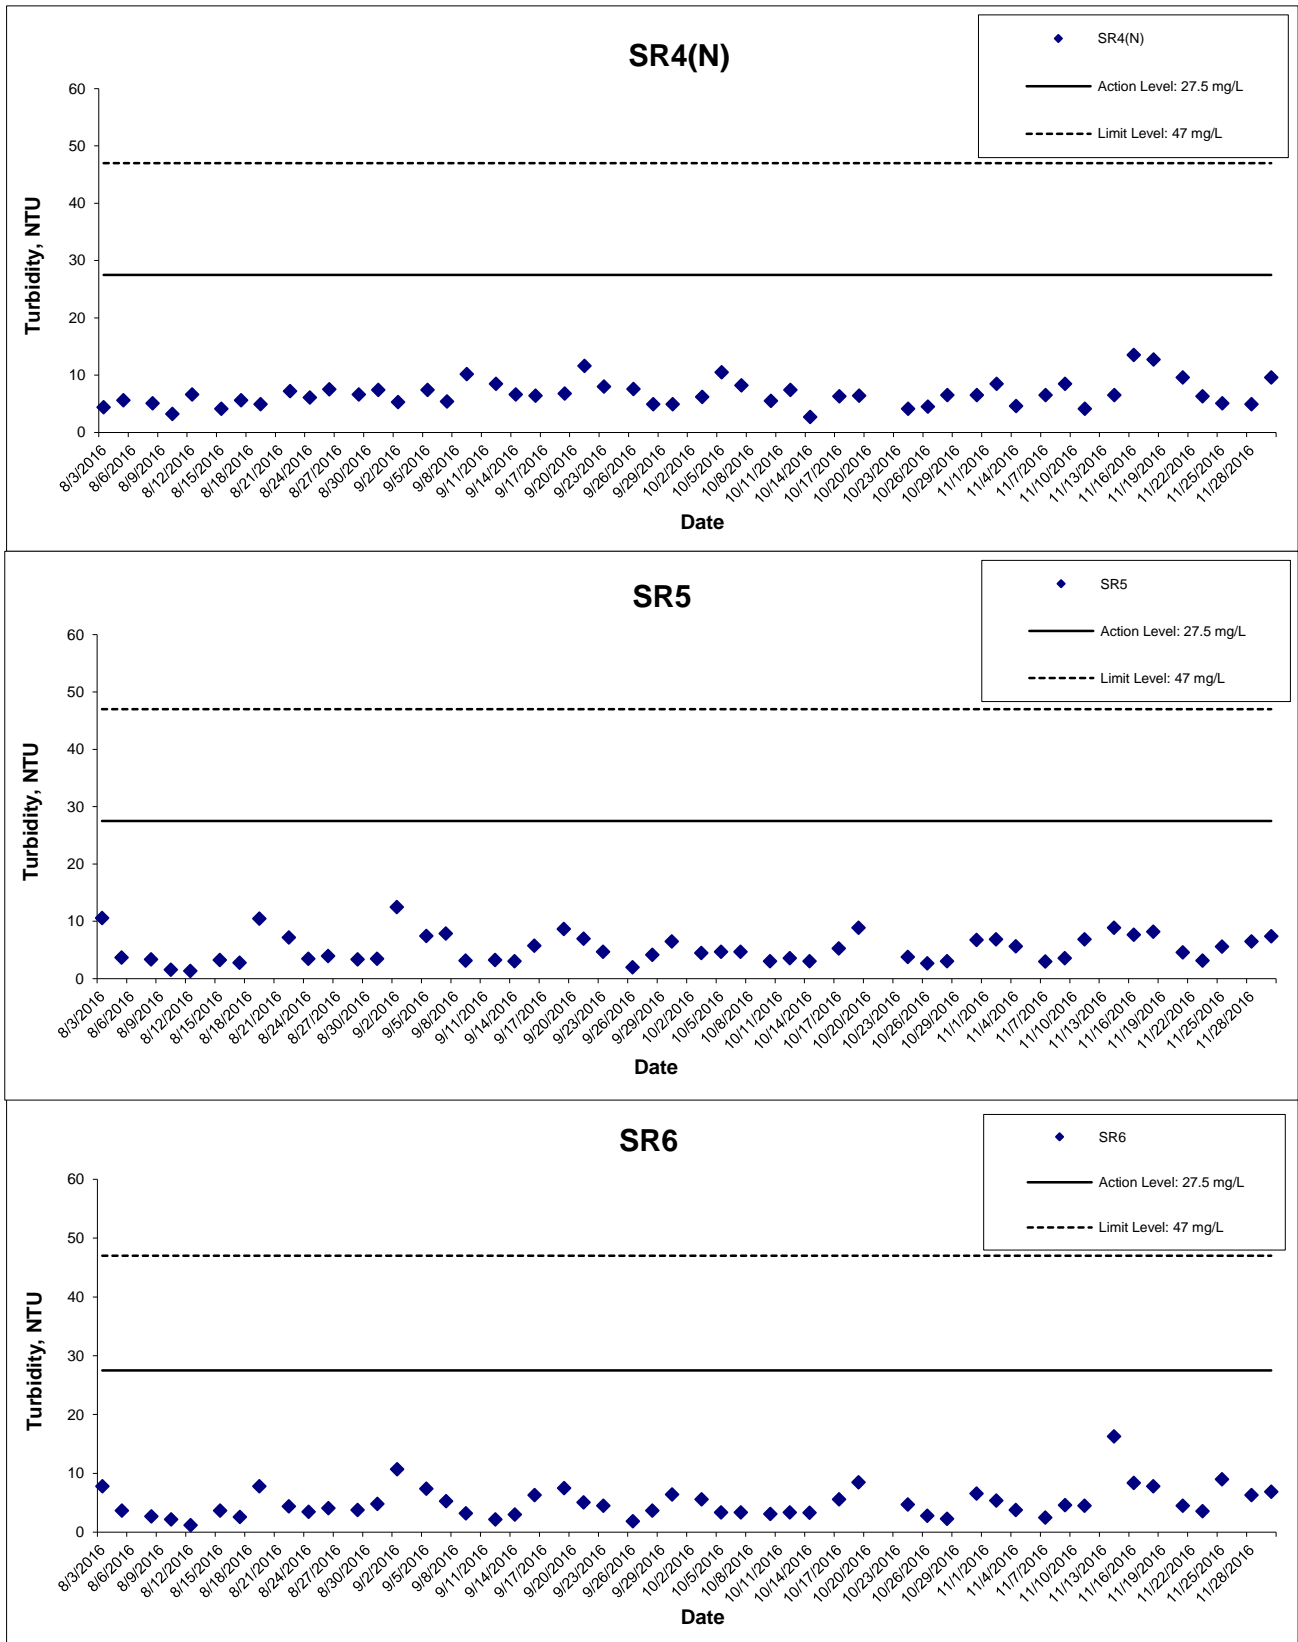 SR4(N)
SR4(N)
Action Level: 27.5 mg/L
Limit Level: 47 mg/L
Turbidity, NTU
60
50
40
30
20
10
0
8/3/2016 8/6/2016 8/9/2016 8/12/2016 8/15/2016 8/18/2016 8/21/2016 8/24/2016 8/27/2016 8/30/2016 9/2/2016 9/5/2016 9/8/2016 9/11/2016 9/14/2016 9/17/2016 9/20/2016 9/23/2016 9/26/2016 9/29/2016 10/2/2016 10/5/2016 10/8/2016 10/11/2016 10/14/2016 10/17/2016 10/20/2016 10/23/2016 10/26/2016 10/29/2016 11/1/2016 11/4/2016 11/7/2016 11/10/2016 11/13/2016 11/16/2016 11/19/2016 11/22/2016 11/25/2016 11/28/2016
Date
SR5
SR5
Action Level: 27.5 mg/L
Limit Level: 47 mg/L
Turbidity, NTU
60
50
40
30
20
10
0
8/3/2016 8/6/2016 8/9/2016 8/12/2016 8/15/2016 8/18/2016 8/21/2016 8/24/2016 8/27/2016 8/30/2016 9/2/2016 9/5/2016 9/8/2016 9/11/2016 9/14/2016 9/17/2016 9/20/2016 9/23/2016 9/26/2016 9/29/2016 10/2/2016 10/5/2016 10/8/2016 10/11/2016 10/14/2016 10/17/2016 10/20/2016 10/23/2016 10/26/2016 10/29/2016 11/1/2016 11/4/2016 11/7/2016 11/10/2016 11/13/2016 11/16/2016 11/19/2016 11/22/2016 11/25/2016 11/28/2016
Date
SR6
SR6
Action Level: 27.5 mg/L
Limit Level: 47 mg/L
Turbidity, NTU
60
50
40
30
20
10
0
8/3/2016 8/6/2016 8/9/2016 8/12/2016 8/15/2016 8/18/2016 8/21/2016 8/24/2016 8/27/2016 8/30/2016 9/2/2016 9/5/2016 9/8/2016 9/11/2016 9/14/2016 9/17/2016 9/20/2016 9/23/2016 9/26/2016 9/29/2016 10/2/2016 10/5/2016 10/8/2016 10/11/2016 10/14/2016 10/17/2016 10/20/2016 10/23/2016 10/26/2016 10/29/2016 11/1/2016 11/4/2016 11/7/2016 11/10/2016 11/13/2016 11/16/2016 11/19/2016 11/22/2016 11/25/2016 11/28/2016
Date